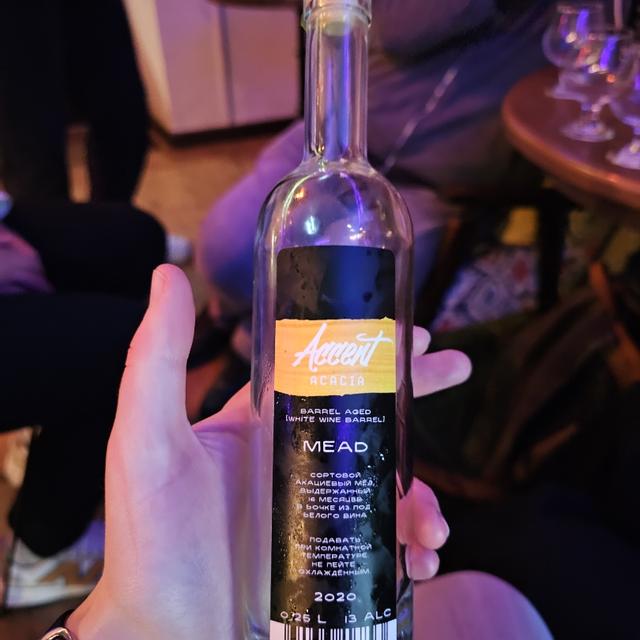 Accent
ACACIA
BARREL AGED
[WHITE WINE BARREL]
MEAD
СОРТОВОЙ
АКАЦИЕВЫЙ МЁД
ВЫДЕРЖАННЫЙ
16 МЕСЯЦЕВ
В БОЧКЕ ИЗ ПОД
БЕЛОГО ВИНА
ПОДАВАТЬ
ПРИ КОМНАТНОЙ
ТЕМПЕРАТУРЕ
НЕ ПЕЙТЕ
ОХЛАЖДЁННЫМ
2020
0,25 L 13 ALC